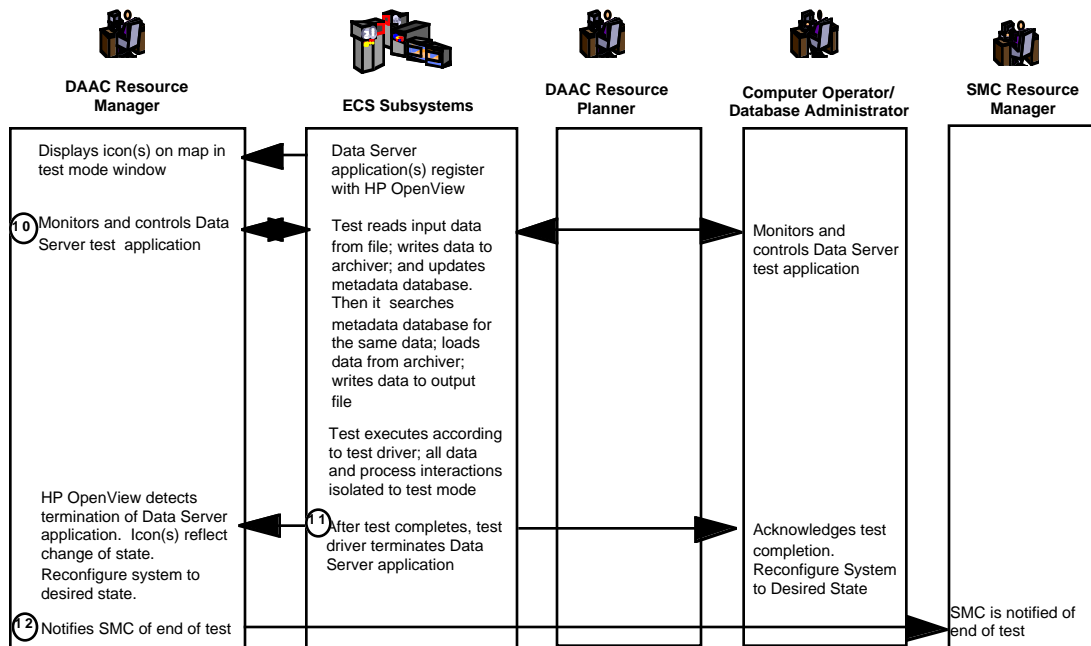 DAAC Resource
Manager
ECS Subsystems
DAAC Resource
Planner
Computer Operator/
Database Administrator
SMC Resource
Manager
Displays icon(s) on map in
test mode window
Data Server
application(s) register
with HP OpenView
10 Monitors and controls Data
Server test application
Test reads input data
from file; writes data to
archiver; and updates
metadata database.
Then it searches
metadata database for
the same data; loads
data from archiver;
writes data to output
file
Monitors and
controls Data Server
test application
Test executes according
to test driver; all data
and process interactions
isolated to test mode
HP OpenView detects
termination of Data Server
application. Icon(s) reflect
change of state.
Reconfigure system to
desired state.
11 After test completes, test
driver terminates Data
Server application
Acknowledges test
completion.
Reconfigure System
to Desired State
12 Notifies SMC of end of test
SMC is notified of
end of test